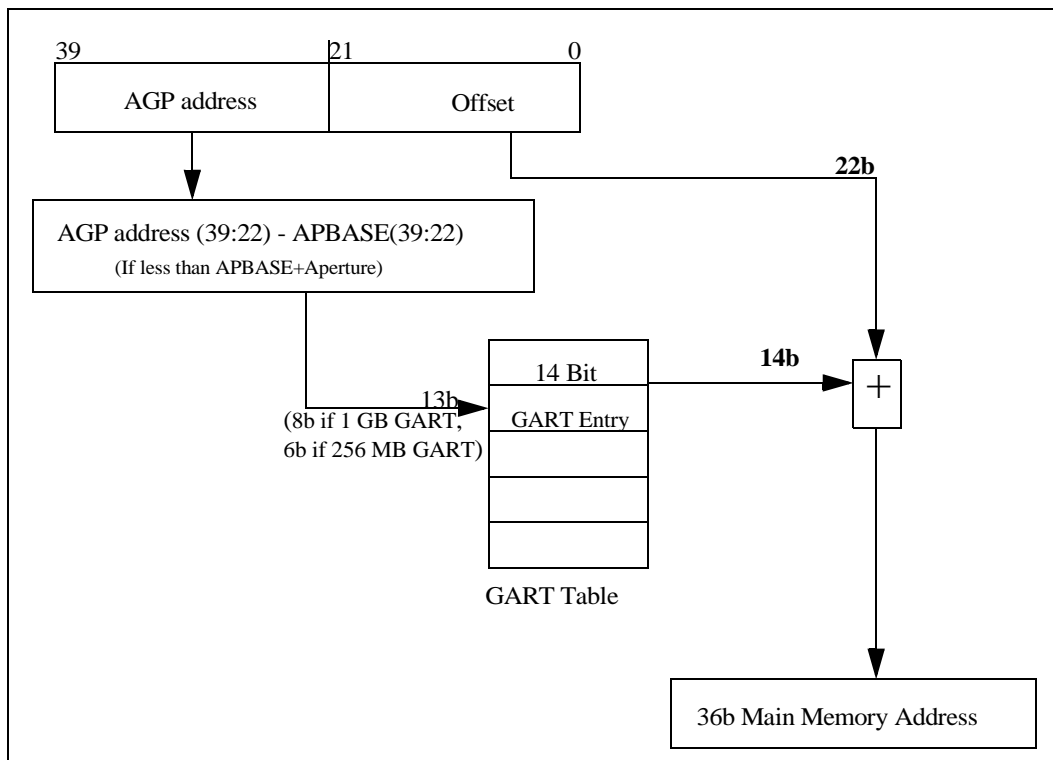 39 21 0
AGP address Offset
22b
AGP address (39:22) - APBASE(39:22)
(If less than APBASE+Aperture)
14 Bit
14b
+
13b
(8b if 1 GB GART,
6b if 256 MB GART)
GART Entry
GART Table
36b Main Memory Address